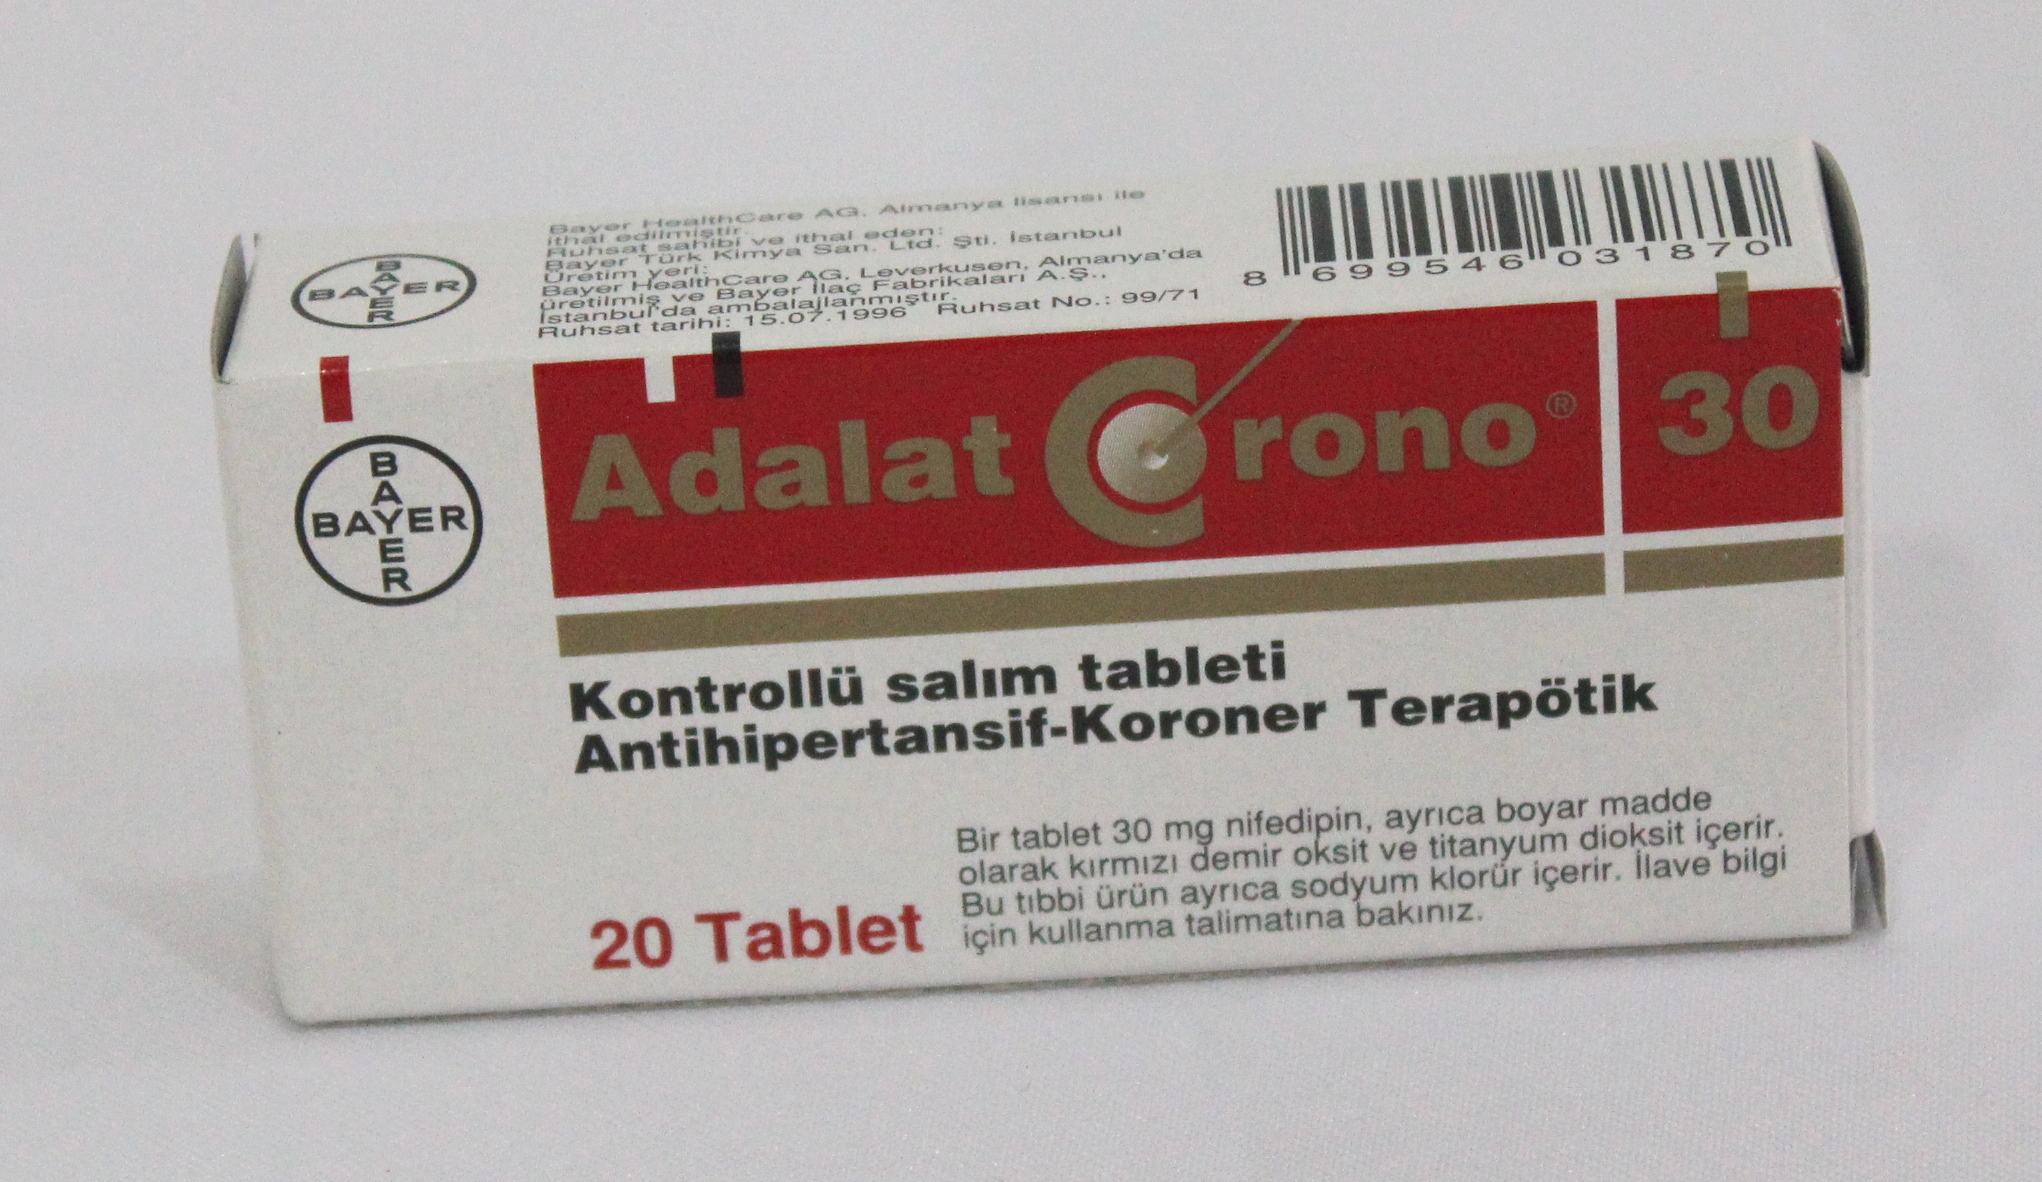 BAYER
BAYER
Bayer HealthCare AG. Almanya lisansı ile
ithal edilmiştir.
Ruhsat sahibi ve ithal eden:
Bayer Türk Kimya San. Ltd. Şti. İstanbul
Üretim yeri:
Bayer HealthCare AG. Leverkusen, Almanya'da
üretilmiş ve Bayer İlaç Fabrikaları A.Ş.,
İstanbul'da ambalajlanmıştır.
Ruhsat tarihi: 15.07.1996 Ruhsat No.: 99/71
8 699546 031870
BAYER
BAYER
Adalat Crono® 30
Kontrollü salım tableti
Antihipertansif-Koroner Terapötik
20 Tablet
Bir tablet 30 mg nifedipin, ayrıca boyar madde
olarak kırmızı demir oksit ve titanyum dioksit içerir.
Bu tıbbi ürün ayrıca sodyum klorür içerir. İlave bilgi
için kullanma talimatına bakınız.